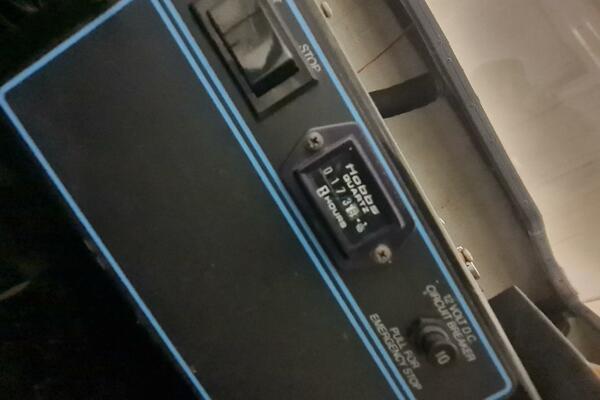 STOP
Hobbs
QUARTZ
HOURS
12 VOLT D.C.
CIRCUIT BREAKER
10
PULL FOR
EMERGENCY STOP